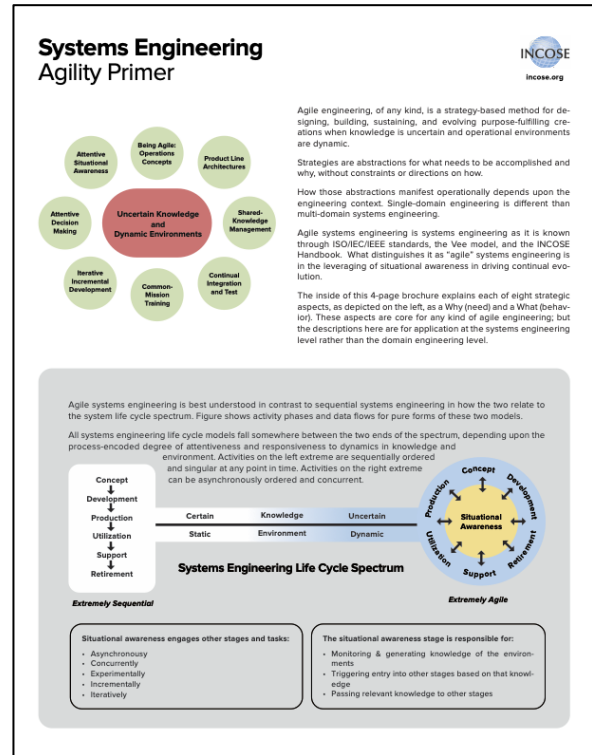 Systems Engineering
Agility Primer
INCOSE
incose.org
Attentive
Situational
Awareness
Being Agile:
Operations
Concepts
Product Line
Architectures
Attentive
Decision
Making
Uncertain Knowledge
and
Dynamic Environments
Shared-
Knowledge
Management
Iterative
Incremental
Development
Common-
Mission
Training
Continual
Integration
and Test
Agile engineering, of any kind, is a strategy-based method for de-
signing, building, sustaining, and evolving purpose-fulfilling cre-
ations when knowledge is uncertain and operational environments
are dynamic.
Strategies are abstractions for what needs to be accomplished and
why, without constraints or directions on how.
How those abstractions manifest operationally depends upon the
engineering context. Single-domain engineering is different than
multi-domain systems engineering.
Agile systems engineering is systems engineering as it is known
through ISO/IEC/IEEE standards, the Vee model, and the INCOSE
Handbook. What distinguishes it as “agile” systems engineering is
in the leveraging of situational awareness in driving continual evo-
lution.
The inside of this 4-page brochure explains each of eight strategic
aspects, as depicted on the left, as a Why (need) and a What (behav-
ior). These aspects are core for any kind of agile engineering; but
the descriptions here are for application at the systems engineering
level rather than the domain engineering level.
Agile systems engineering is best understood in contrast to sequential systems engineering in how the two relate to
the system life cycle spectrum. Figure shows activity phases and data flows for pure forms of these two models.
All systems engineering life cycle models fall somewhere between the two ends of the spectrum, depending upon the
process-encoded degree of attentiveness and responsiveness to dynamics in knowledge and
environment. Activities on the left extreme are sequentially ordered
and singular at any point in time. Activities on the right extreme
can be asynchronously ordered and concurrent.
Concept
Development
Production
Utilization
Support
Retirement
Extremely Sequential
Certain Knowledge Uncertain
Static Environment Dynamic
Systems Engineering Life Cycle Spectrum
Concept
Development
Retirement
Support
Utilization
Production
Situational
Awareness
Extremely Agile
Situational awareness engages other stages and tasks:
• Asynchronousy
• Concurrently
• Experimentally
• Incrementally
• Iteratively
The situational awareness stage is responsible for:
• Monitoring & generating knowledge of the environ-
ments
• Triggering entry into other stages based on that knowl-
edge
• Passing relevant knowledge to other stages